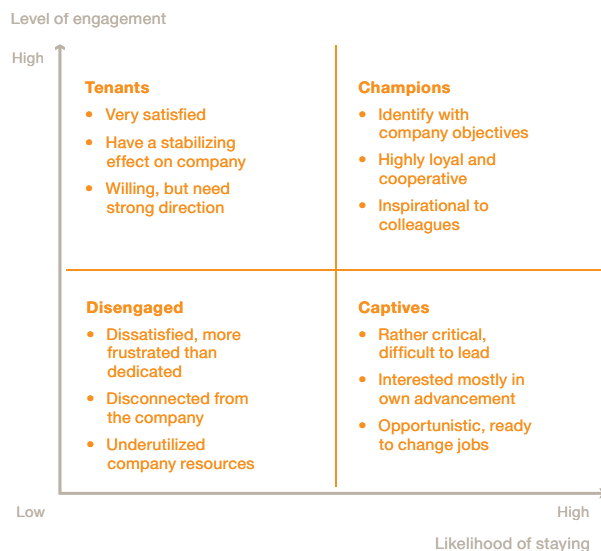 Level of engagement
High
Tenants
• Very satisfied
• Have a stabilizing
effect on company
• Willing, but need
strong direction
Champions
• Identify with
company objectives
• Highly loyal and
cooperative
• Inspirational to
colleagues
Disengaged
• Dissatisfied, more
frustrated than
dedicated
• Disconnected from
the company
• Underutilized
company resources
Captives
• Rather critical,
difficult to lead
• Interested mostly in
own advancement
• Opportunistic, ready
to change jobs
Low
High
Likelihood of staying